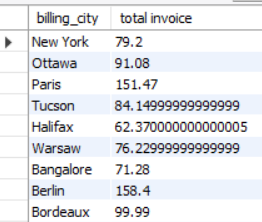 billing_city total invoice
New York 79.2
Ottawa 91.08
Paris 151.47
Tucson 84.14999999999999
Halifax 62.370000000000005
Warsaw 76.22999999999999
Bangalore 71.28
Berlin 158.4
Bordeaux 99.99